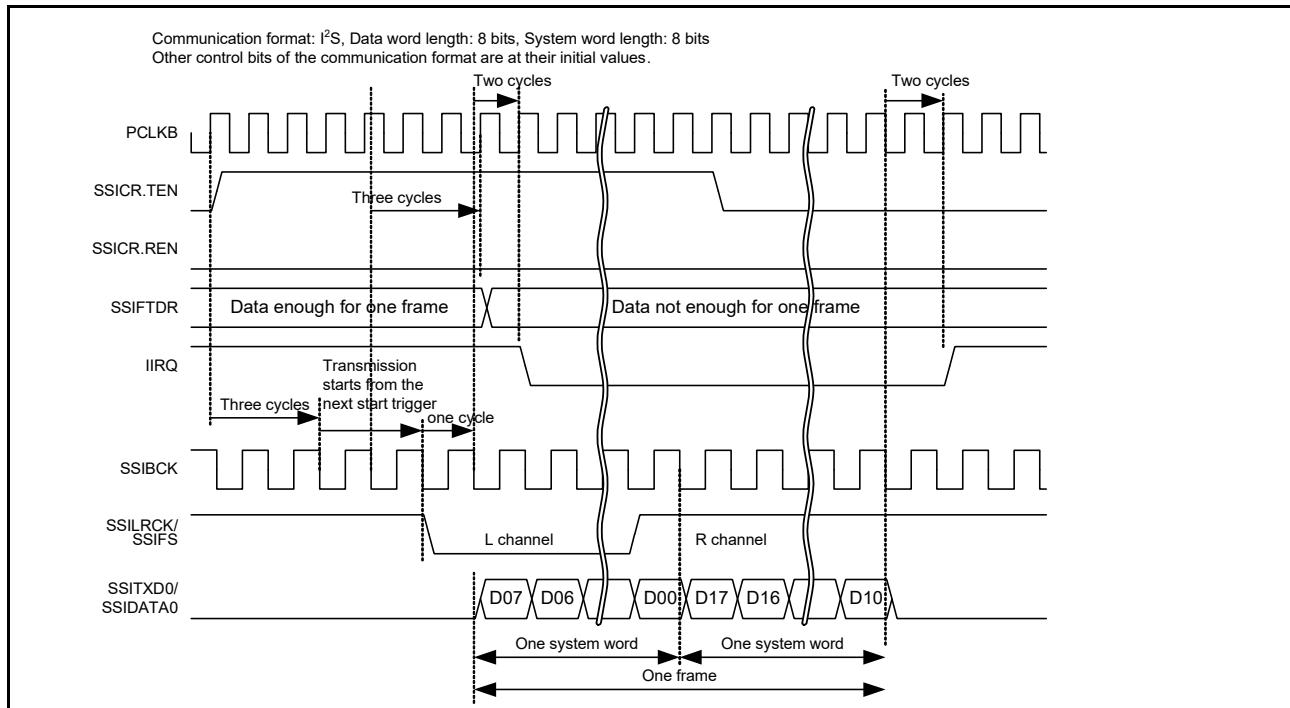 Communication format: I²S, Data word length: 8 bits, System word length: 8 bits
Other control bits of the communication format are at their initial values.
Two cycles
Two cycles
PCLKB
SSICR.TEN
Three cycles
SSICR.REN
SSIFTDR
Data enough for one frame
Data not enough for one frame
IIRQ
Transmission
starts from the
next start trigger
Three cycles
one cycle
SSIBCK
SSILRCK/
SSIFS
L channel
R channel
SSITXD0/
SSIDATA0
D07 D06 D00 D17 D16 D10
One system word
One system word
One frame